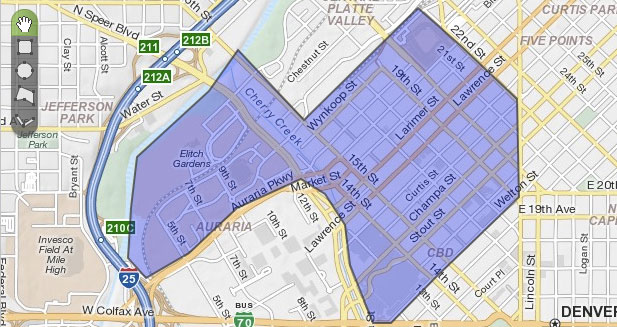 PLATTE
VALLEY
CURTIS PARK
N Speer Blvd
20th St
22nd St
212B
211
FIVE POINTS
Clay St
Alcott St
212A
Chestnut St
21st St
24th St
25th St
Water St
19th St
Lawrence St
JEFFERSON
PARK
Cherry Creek
Wynkoop St
Larimer St
Jefferson
Park
Elitch
Gardens
15th St
Bryant St
7th St
9th St
Auraria Pkwy
Market St
14th St
Curtis St
Champa St
Welton St
E 20th
5th St
12th St
Stout St
E 19th Ave
210C
AURARIA
10th St
Lawrence St
CBD
Invesco
Field At
Mile
High
7th St
14th St
Court Pl
Lincoln St
Logan St
Federal Blvd
25
5th St
13th St
W Colfax Ave
BUS
70
DENVER